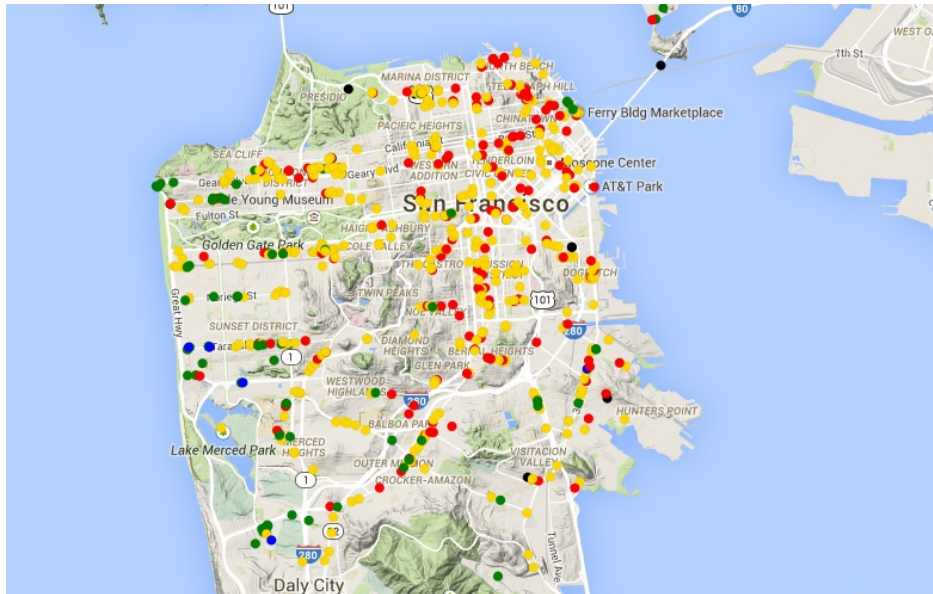 101
80
WEST O
7th St
NORTH BEACH
MARINA DISTRICT
PRESIDIO
CHINATOWN
Ferry Bldg Marketplace
PACIFIC HEIGHTS
California St
SEA CLIFF
Moscone Center
TENDERLOIN
WESTERN
ADDITION
CIVIC CENTER
Geary Blvd
DISTRICT
AT&T Park
Young Museum
San Francisco
Fulton St
HAIGHT-ASHBURY
Golden Gate Park
COLE VALLEY
THE CASTRO
MISSION
DISTRICT
DOGPATCH
Great Hwy
TWIN PEAKS
101
NOE VALLEY
SUNSET DISTRICT
280
DIAMOND
HEIGHTS
BERNAL HEIGHTS
1
GLEN PARK
WESTWOOD
HIGHLANDS
280
HUNTERS POINT
BALBOA PARK
Lake Merced Park
MERCED
HEIGHTS
VISITACION
VALLEY
OUTER MISSION
CROCKER-AMAZON
1
82
Tunnel Ave
280
Daly City